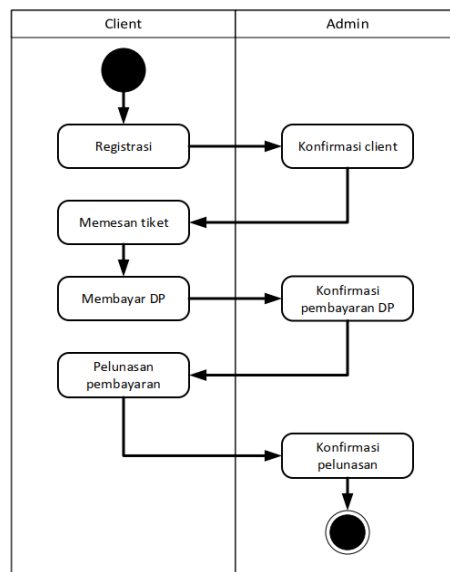 Client
Admin
Registrasi
Konfirmasi client
Memesan tiket
Membayar DP
Konfirmasi
pembayaran DP
Pelunasan
pembayaran
Konfirmasi
pelunasan